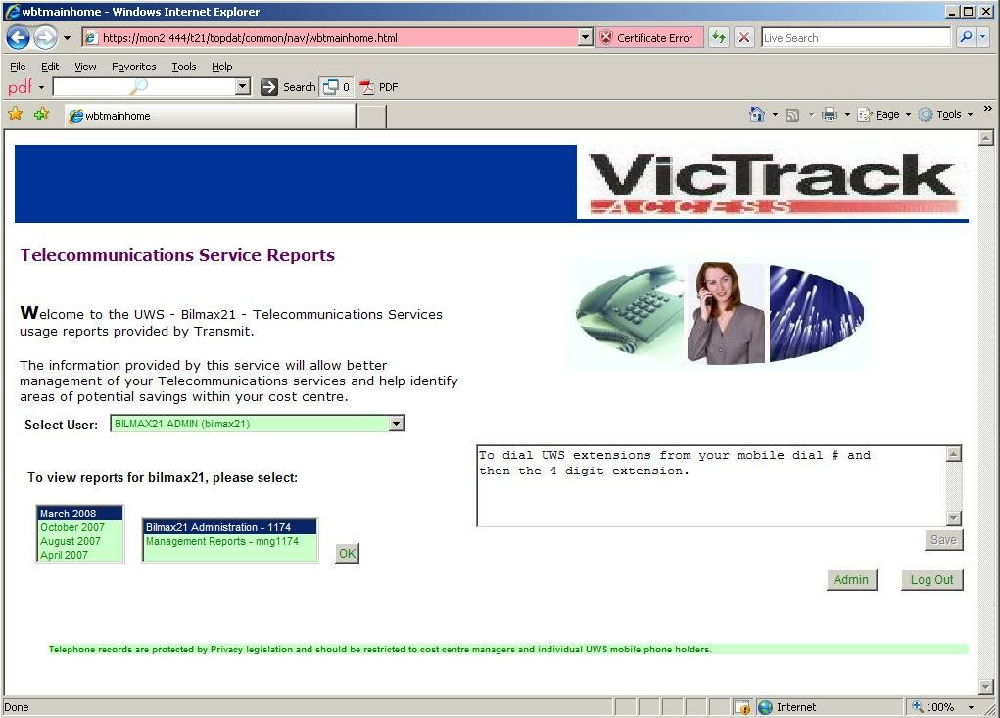 wbtmainhome - Windows Internet Explorer
https://mon2:444/t21/topdat/common/nav/wbtmainhome.html
Certificate Error
Live Search
File Edit View Favorites Tools Help
pdf
Search 0 PDF
wbtmainhome
Page Tools »
VicTrack
ACCESS
Telecommunications Service Reports
Welcome to the UWS - Bilmax21 - Telecommunications Services
usage reports provided by Transmit.
The information provided by this service will allow better
management of your Telecommunications services and help identify
areas of potential savings within your cost centre.
Select User: BILMAX21 ADMIN (bilmax21)
To dial UWS extensions from your mobile dial # and
then the 4 digit extension.
To view reports for bilmax21, please select:
March 2008
October 2007
August 2007
April 2007
Bilmax21 Administration - 1174
Management Reports - mng1174
OK
Save
Admin Log Out
Telephone records are protected by Privacy legislation and should be restricted to cost centre managers and individual UWS mobile phone holders.
Done Internet 100%